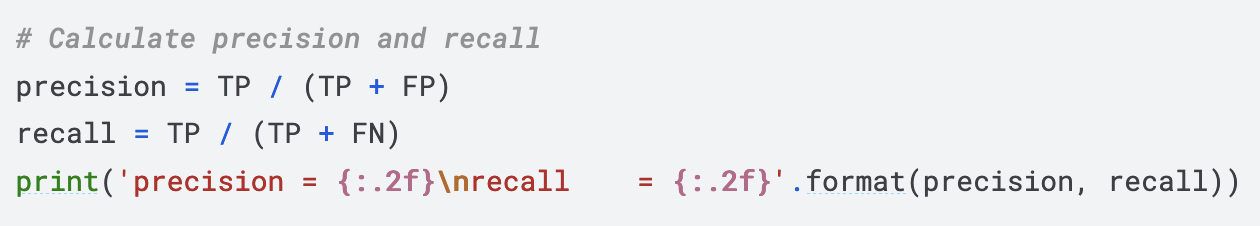 # Calculate precision and recall
precision = TP / (TP + FP)
recall = TP / (TP + FN)
print('precision = {:.2f}\nrecall    = {:.2f}'.format(precision, recall))